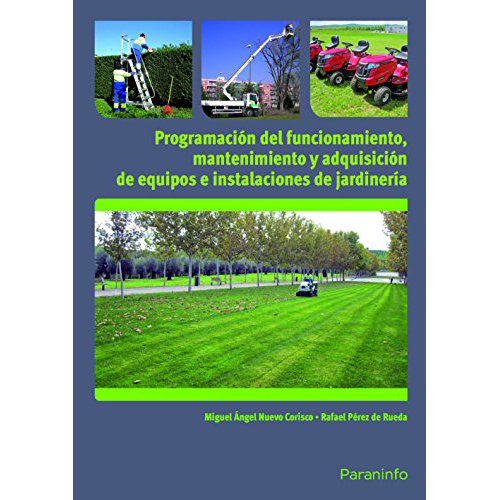 Programación del funcionamiento,
mantenimiento y adquisición
de equipos e instalaciones de jardinería
Miguel Ángel Nuevo Corisco • Rafael Pérez de Rueda
Paraninfo